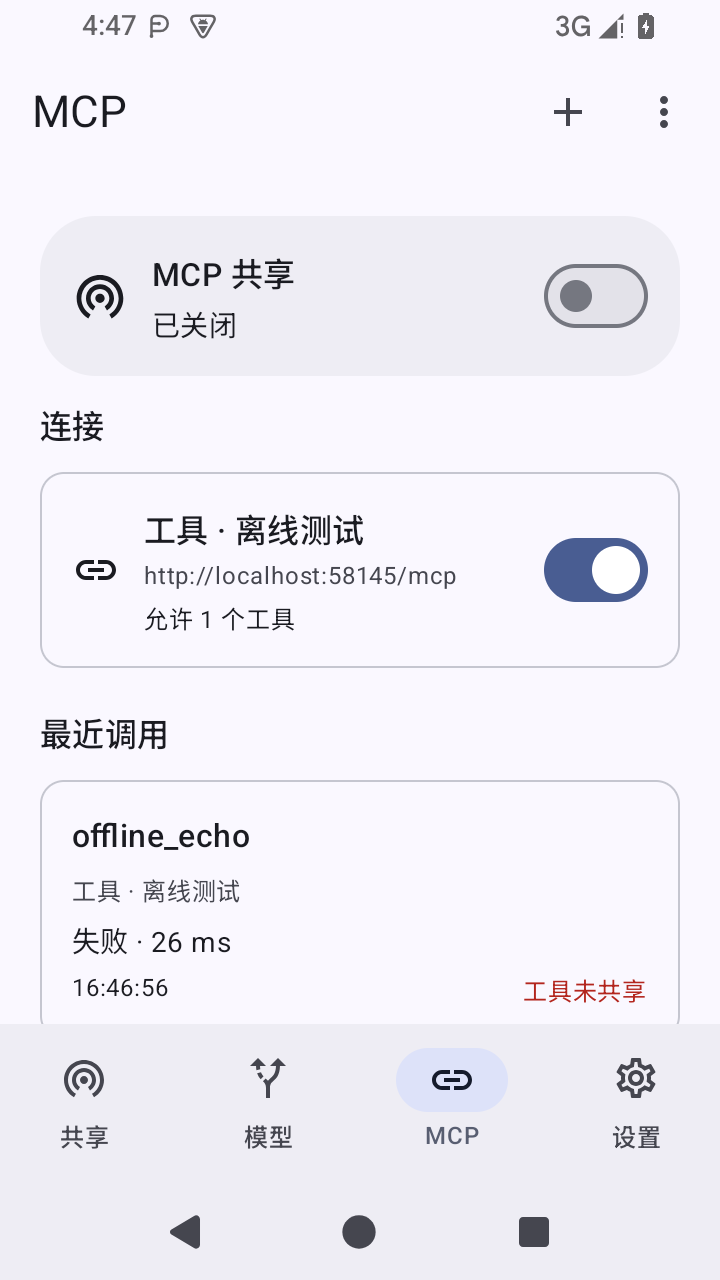 4:47
3G
MCP
MCP 共享
已关闭
连接
工具 · 离线测试
http://localhost:58145/mcp
允许 1 个工具
最近调用
offline_echo
工具 · 离线测试
失败 · 26 ms
16:46:56
工具未共享
共享
模型
MCP
设置